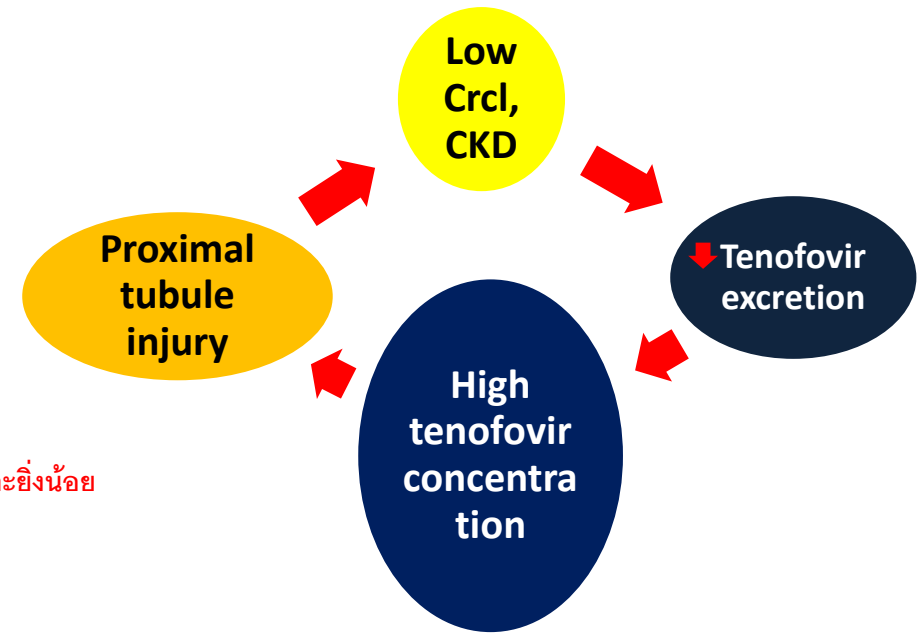 Low
Crcl,
CKD
Tenofovir
excretion
High
tenofovir
concentra
tion
Proximal
tubule
injury
ะยิ่งน้อย